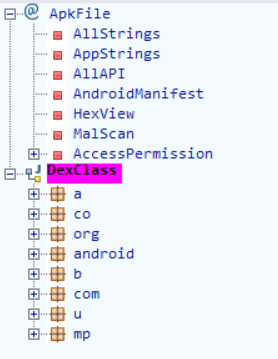 ApkFile
AllStrings
AppStrings
AllAPI
AndroidManifest
HexView
MalScan
AccessPermission
DexClass
a
co
org
android
b
com
u
mp